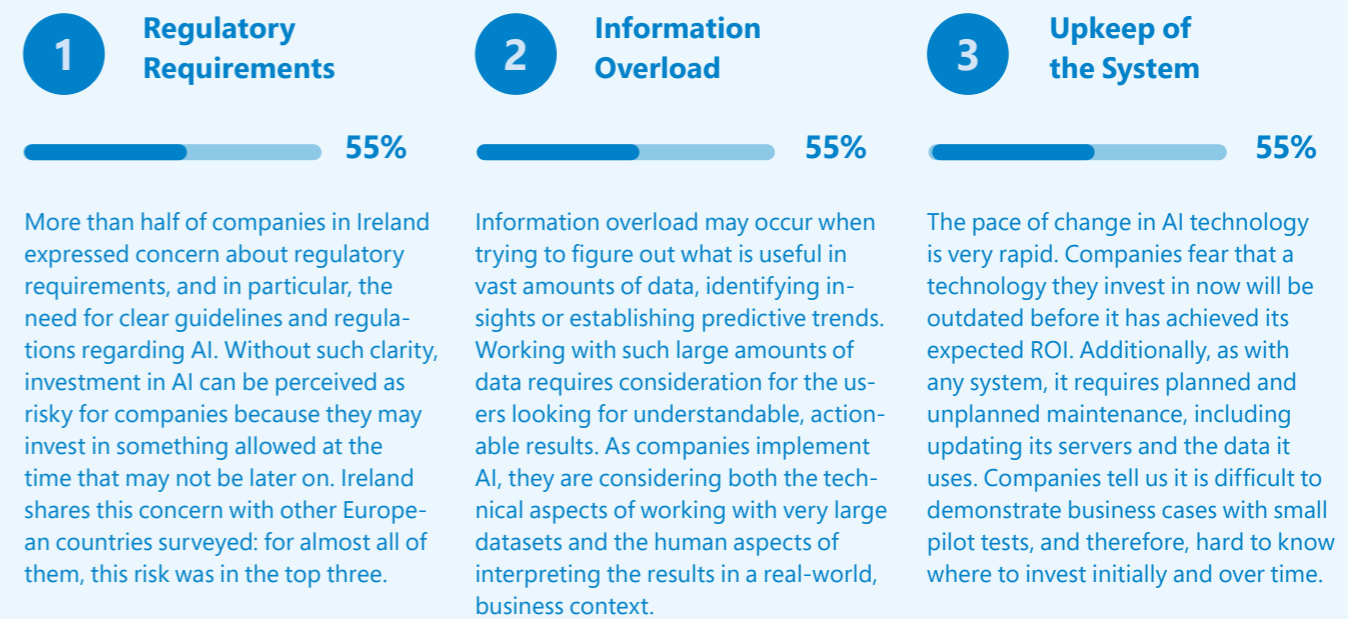 1
Regulatory
Requirements
55%
More than half of companies in Ireland
expressed concern about regulatory
requirements, and in particular, the
need for clear guidelines and regula-
tions regarding AI. Without such clarity,
investment in AI can be perceived as
risky for companies because they may
invest in something allowed at the
time that may not be later on. Ireland
shares this concern with other Europe-
an countries surveyed: for almost all of
them, this risk was in the top three.
2
Information
Overload
55%
Information overload may occur when
trying to figure out what is useful in
vast amounts of data, identifying in-
sights or establishing predictive trends.
Working with such large amounts of
data requires consideration for the us-
ers looking for understandable, action-
able results. As companies implement
AI, they are considering both the tech-
nical aspects of working with very large
datasets and the human aspects of
interpreting the results in a real-world,
business context.
3
Upkeep of
the System
55%
The pace of change in AI technology
is very rapid. Companies fear that a
technology they invest in now will be
outdated before it has achieved its
expected ROI. Additionally, as with
any system, it requires planned and
unplanned maintenance, including
updating its servers and the data it
uses. Companies tell us it is difficult to
demonstrate business cases with small
pilot tests, and therefore, hard to know
where to invest initially and over time.